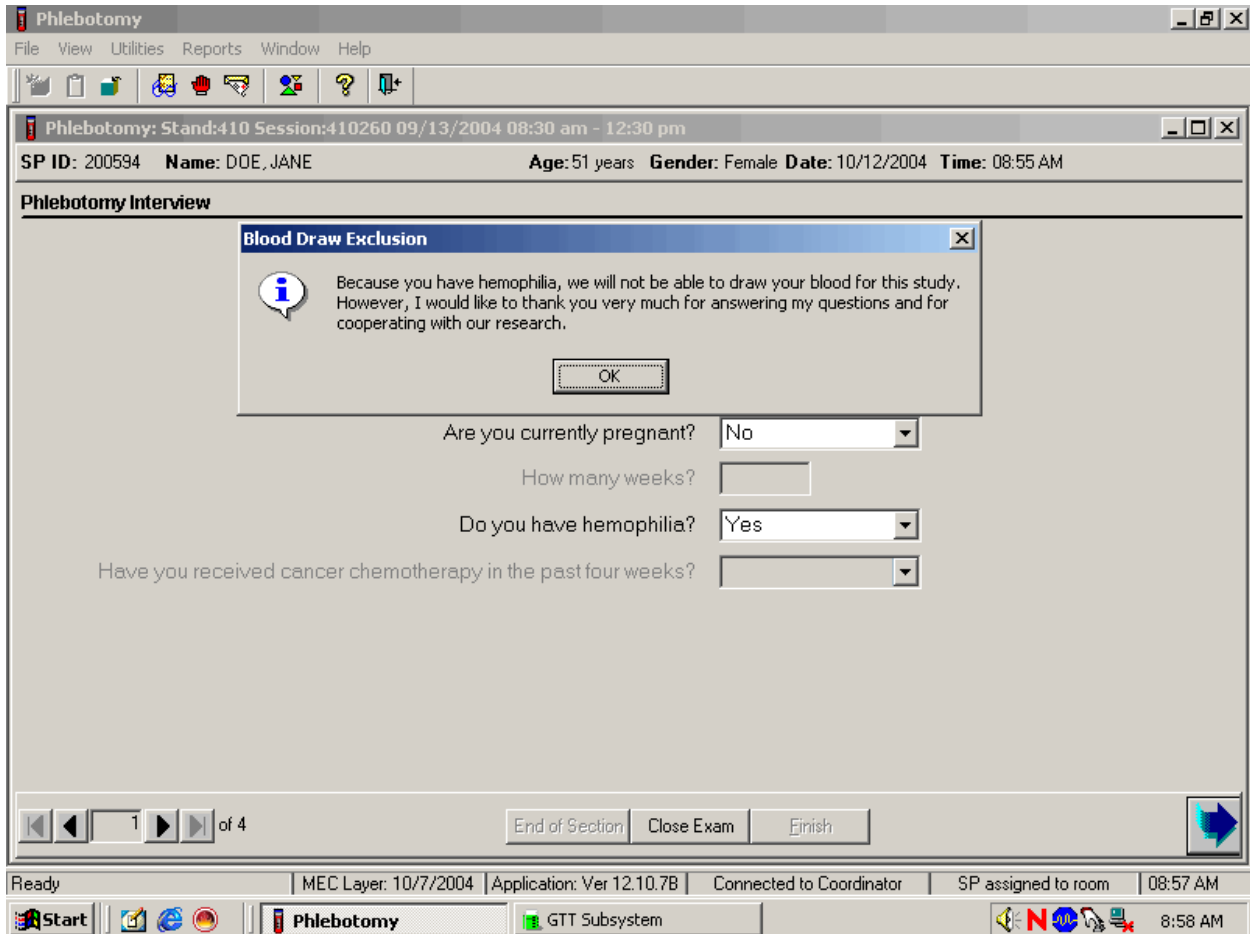 Phlebotomy
File View Utilities Reports Window Help
Phlebotomy: Stand:410 Session:410260 09/13/2004 08:30 am - 12:30 pm
SP ID: 200594 Name: DOE, JANE Age: 51 years Gender: Female Date: 10/12/2004 Time: 08:55 AM
Phlebotomy Interview
Blood Draw Exclusion
Because you have hemophilia, we will not be able to draw your blood for this study.
However, I would like to thank you very much for answering my questions and for
cooperating with our research.
OK
Are you currently pregnant? No
How many weeks?
Do you have hemophilia? Yes
Have you received cancer chemotherapy in the past four weeks?
1 of 4 End of Section Close Exam Finish
Ready MEC Layer: 10/7/2004 Application: Ver 12.10.7B Connected to Coordinator SP assigned to room 08:57 AM
Start Phlebotomy GTT Subsystem N 8:58 AM